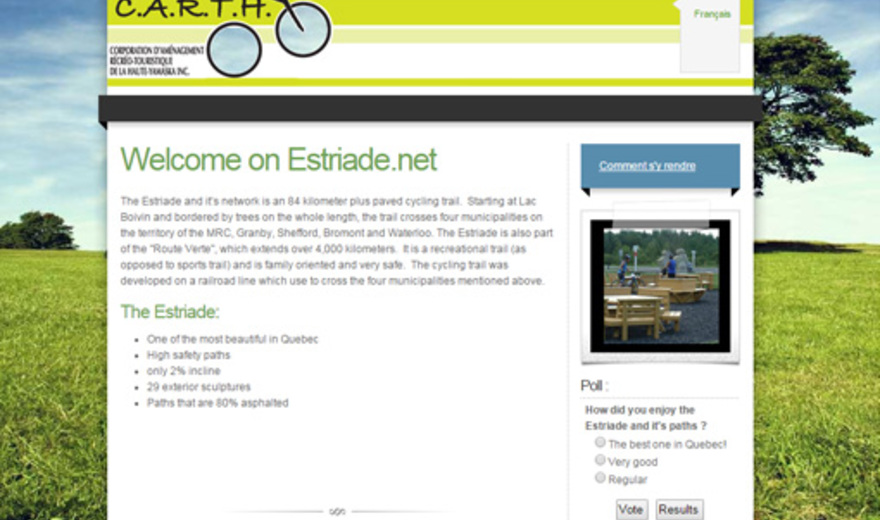 C.A.R.T.H.
CORPORATION D'AMÉNAGEMENT
RÉCRÉO-TOURISTIQUE
DE LA HAUTE-YAMASKA INC.
Français
Welcome on Estriade.net
The Estriade and it's network is an 84 kilometer plus paved cycling trail. Starting at Lac
Boivin and bordered by trees on the whole length, the trail crosses four municipalities on
the territory of the MRC, Granby, Shefford, Bromont and Waterloo. The Estriade is also part
of the "Route Verte", which extends over 4,000 kilometers. It is a recreational trail (as
opposed to sports trail) and is family oriented and very safe. The cycling trail was
developed on a railroad line which use to cross the four municipalities mentioned above.
The Estriade:
One of the most beautiful in Quebec
High safety paths
only 2% incline
29 exterior sculptures
Paths that are 80% asphalted
Comment s'y rendre
Poll :
How did you enjoy the
Estriade and it's paths ?
The best one in Quebec!
Very good
Regular
Vote Results